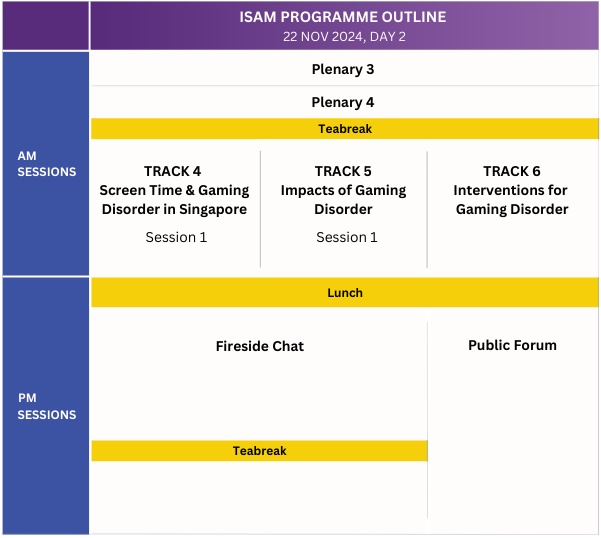 ISAM PROGRAMME OUTLINE
22 NOV 2024, DAY 2
AM
SESSIONS
Plenary 3
Plenary 4
Teabreak
TRACK 4
Screen Time & Gaming
Disorder in Singapore
Session 1
TRACK 5
Impacts of Gaming
Disorder
Session 1
TRACK 6
Interventions for
Gaming Disorder
PM
SESSIONS
Lunch
Fireside Chat
Public Forum
Teabreak